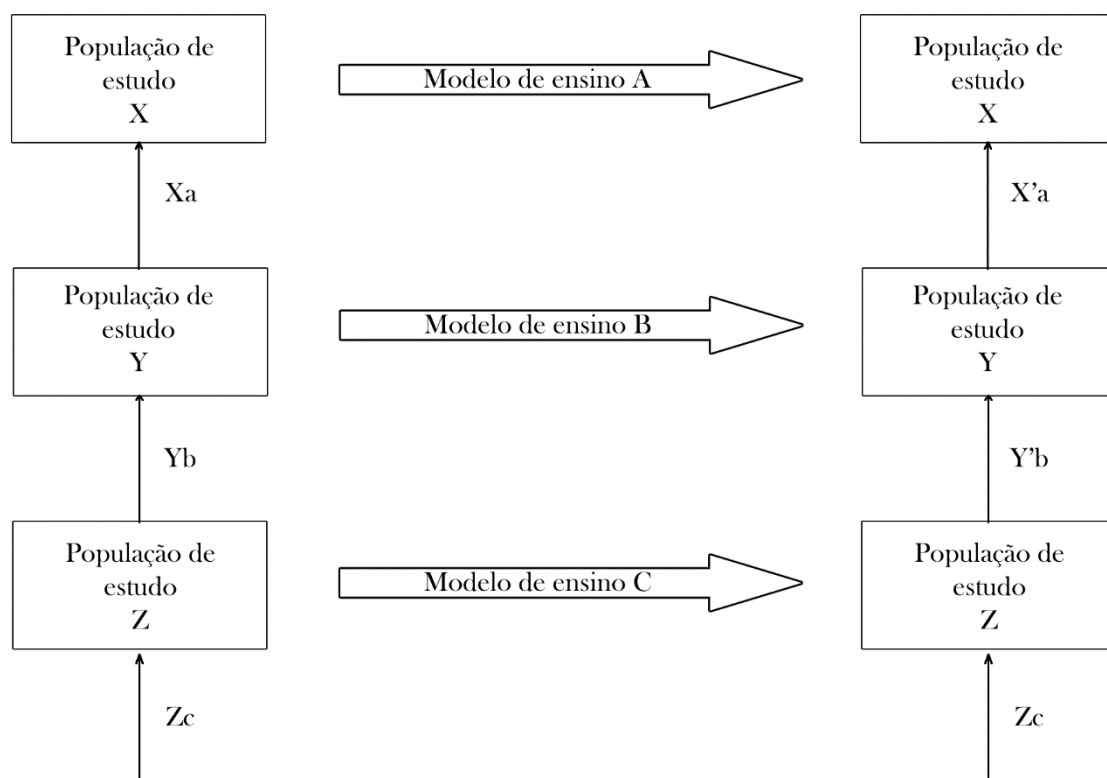 População de
estudo
X
Modelo de ensino A
População de
estudo
X
Xa
X’a
População de
estudo
Y
Modelo de ensino B
População de
estudo
Y
Yb
Y’b
População de
estudo
Z
Modelo de ensino C
População de
estudo
Z
Zc
Zc